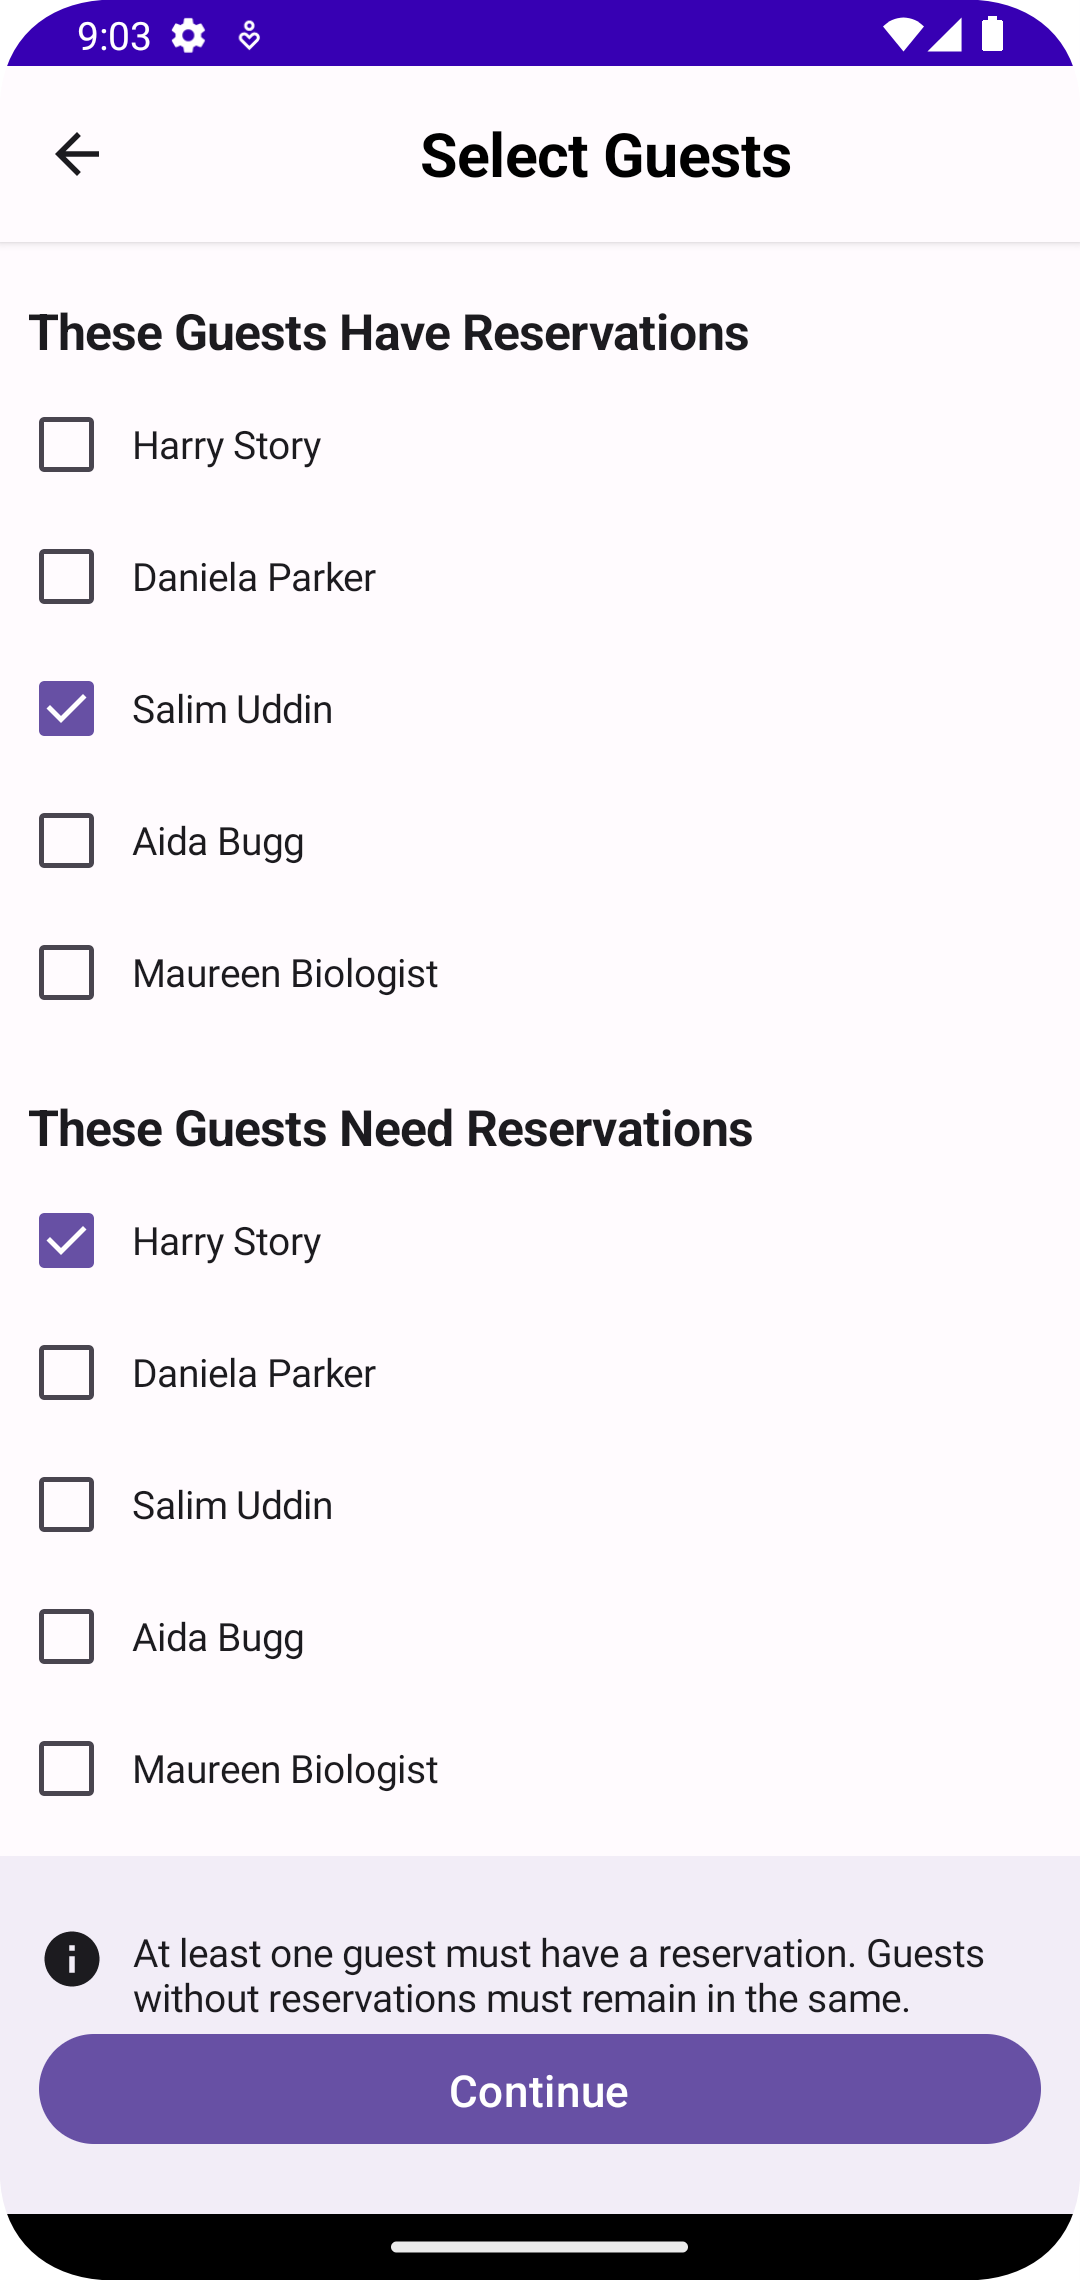 9:03
Select Guests
These Guests Have Reservations
Harry Story
Daniela Parker
Salim Uddin
Aida Bugg
Maureen Biologist
These Guests Need Reservations
Harry Story
Daniela Parker
Salim Uddin
Aida Bugg
Maureen Biologist
At least one guest must have a reservation. Guests
without reservations must remain in the same.
Continue